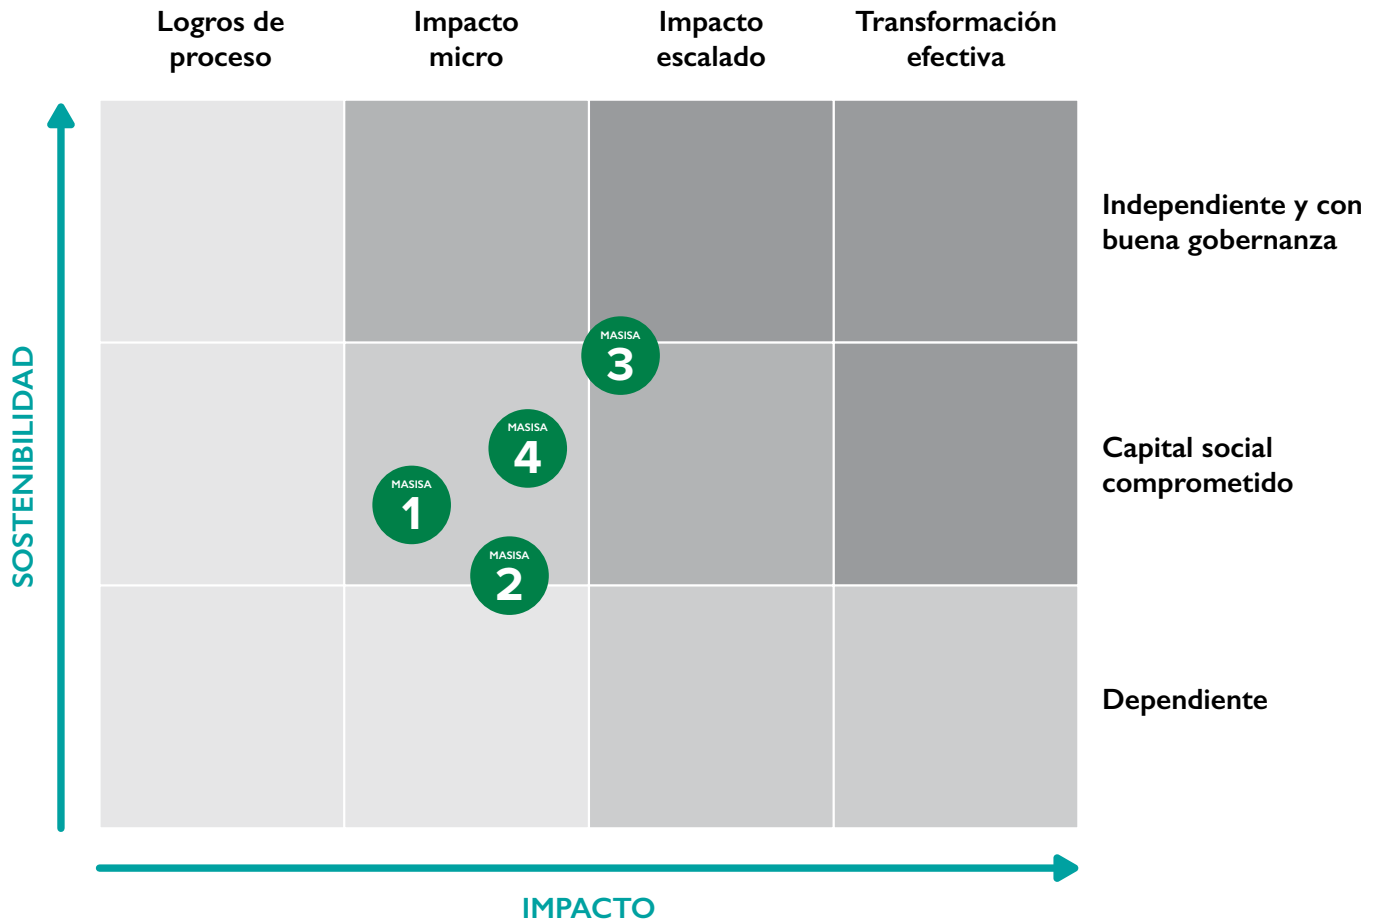 Logros de
proceso
Impacto
micro
Impacto
escalado
Transformación
efectiva
Independiente y con
buena gobernanza
MASISA
3
SOSTENIBILIDAD
MASISA
4
Capital social
comprometido
MASISA
1
MASISA
2
Dependiente
IMPACTO